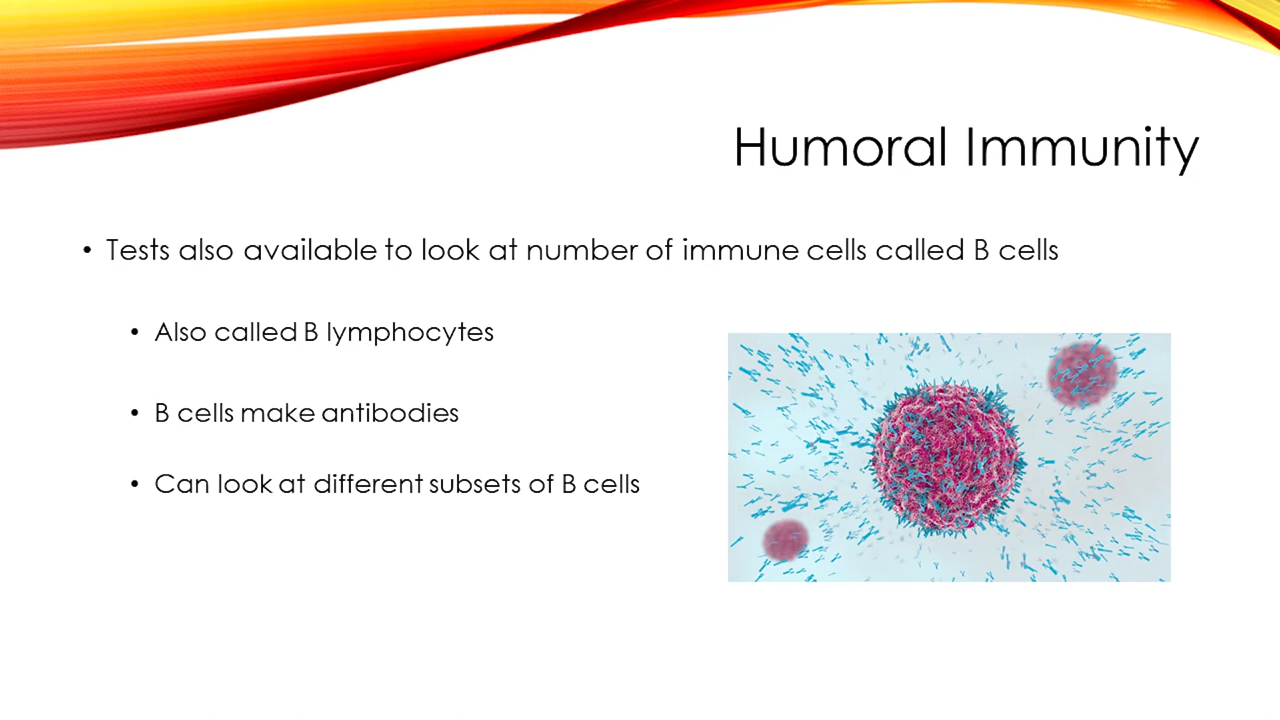 Humoral Immunity
• Tests also available to look at number of immune cells called B cells
• Also called B lymphocytes
• B cells make antibodies
• Can look at different subsets of B cells